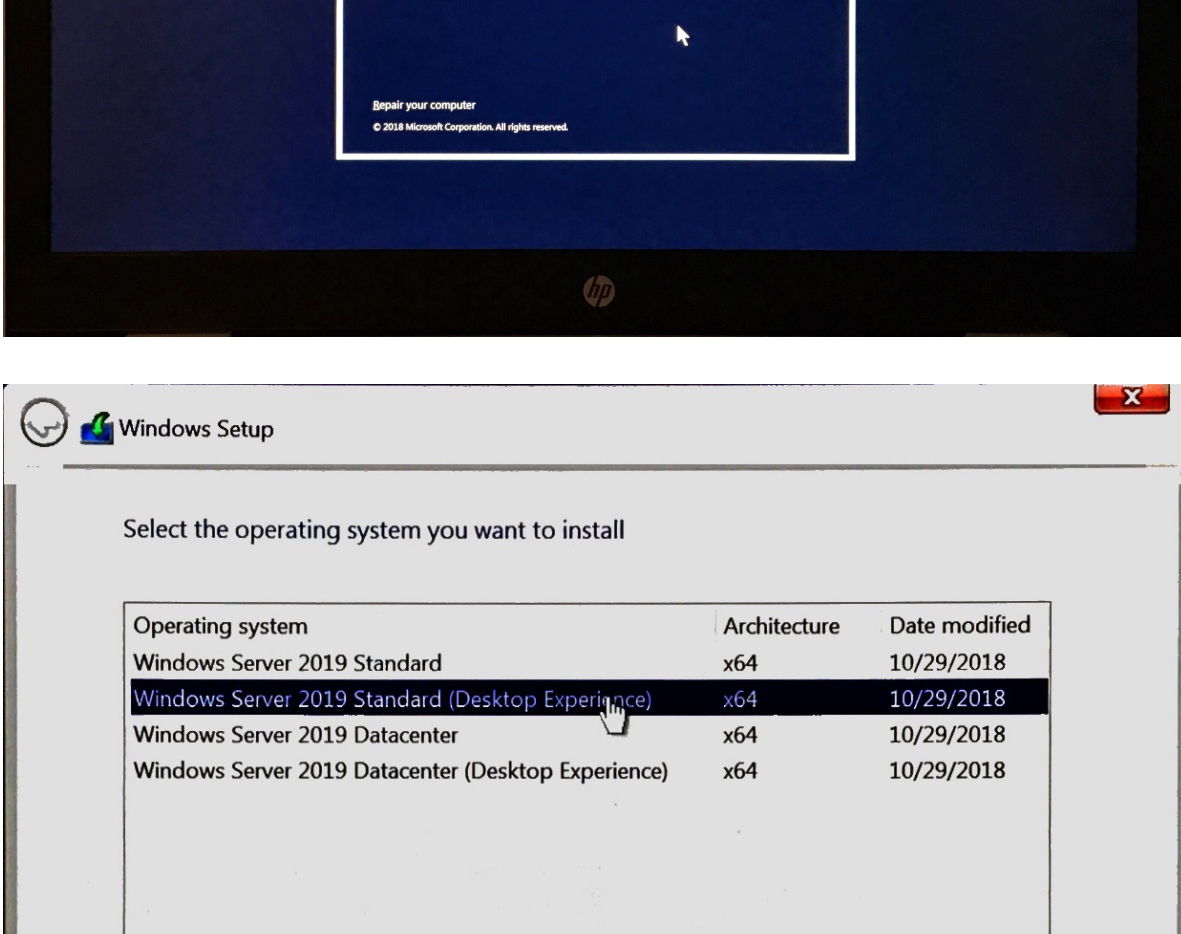 Repair your computer
© 2018 Microsoft Corporation. All rights reserved.
hp
Windows Setup
Select the operating system you want to install
Operating system Architecture Date modified
Windows Server 2019 Standard x64 10/29/2018
Windows Server 2019 Standard (Desktop Experience) x64 10/29/2018
Windows Server 2019 Datacenter x64 10/29/2018
Windows Server 2019 Datacenter (Desktop Experience) x64 10/29/2018